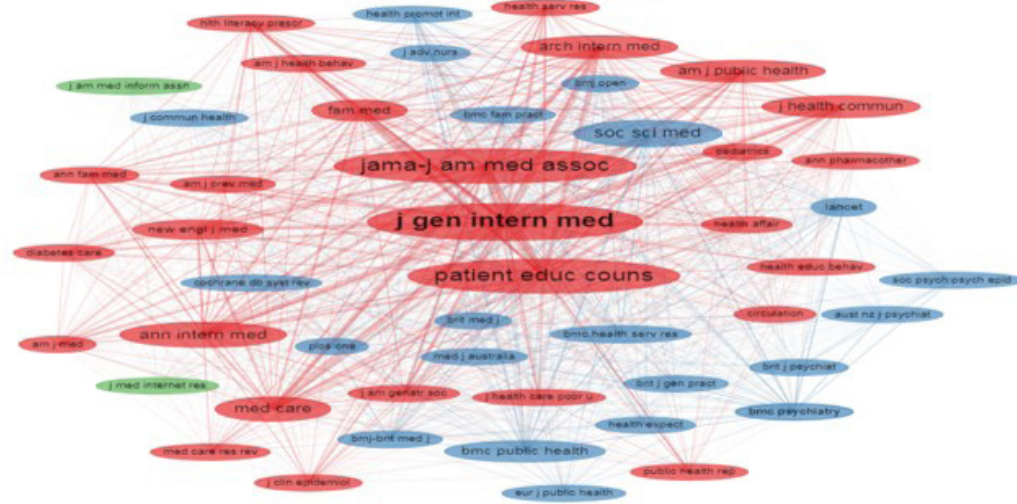 health serv res
health promot int
hlth literacy prescr
arch intern med
j adv nurs
am j health behav
am j public health
j am med inform assn
bmj open
j health commun
fam med
bmc fam pract
j commun health
soc sci med
pediatrics
ann pharmacother
jama-j am med assoc
ann fam med
am j prev med
lancet
j gen intern med
health affair
new engl j med
diabetes care
health educ behav
patient educ couns
soc psych psych epid
cochrane db syst rev
circulation
aust nz j psychiat
brit med j
ann intern med
bmc health serv res
am j med
plos one
med j australia
brit j psychiat
j med internet res
brit j gen pract
j am geriatr soc
j health care poor u
med care
bmc psychiatry
health expect
bmj-brit med j
med care res rev
bmc public health
public health rep
j clin epidemiol
eur j public health